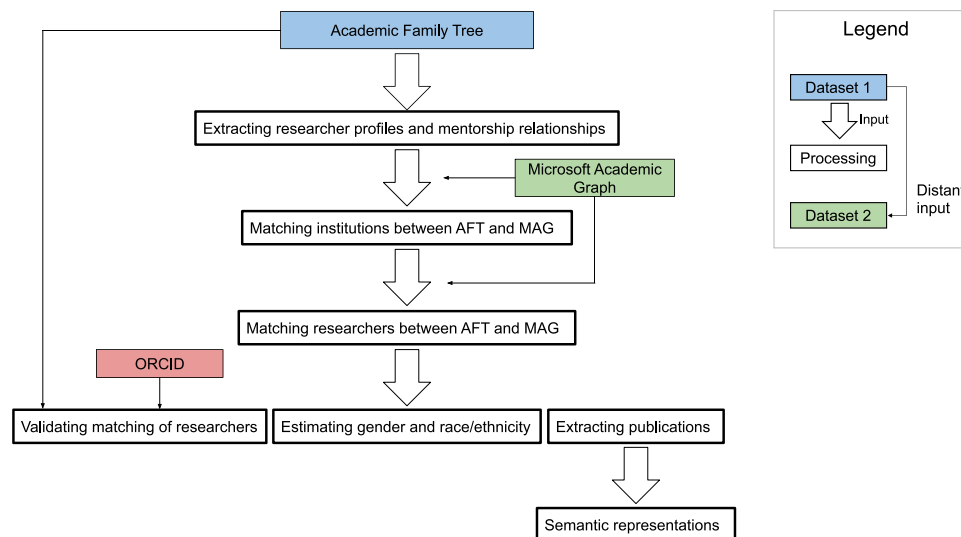 Academic Family Tree
Extracting researcher profiles and mentorship relationships
Microsoft Academic
Graph
Matching institutions between AFT and MAG
Matching researchers between AFT and MAG
ORCID
Validating matching of researchers
Estimating gender and race/ethnicity
Extracting publications
Semantic representations
Legend
Dataset 1
Input
Processing
Distant
input
Dataset 2